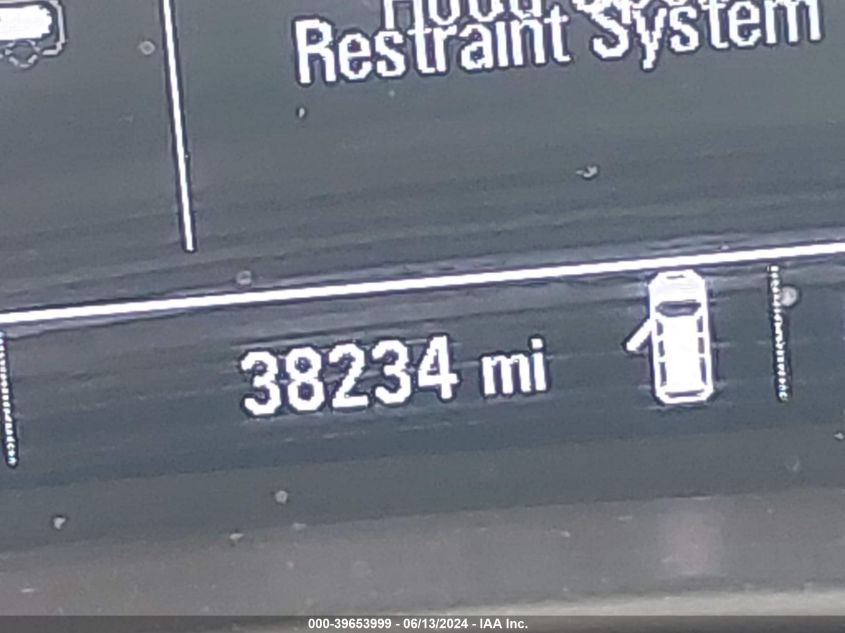 Restraint System
38234 mi
000-39653999 - 06/13/2024 - IAA Inc.